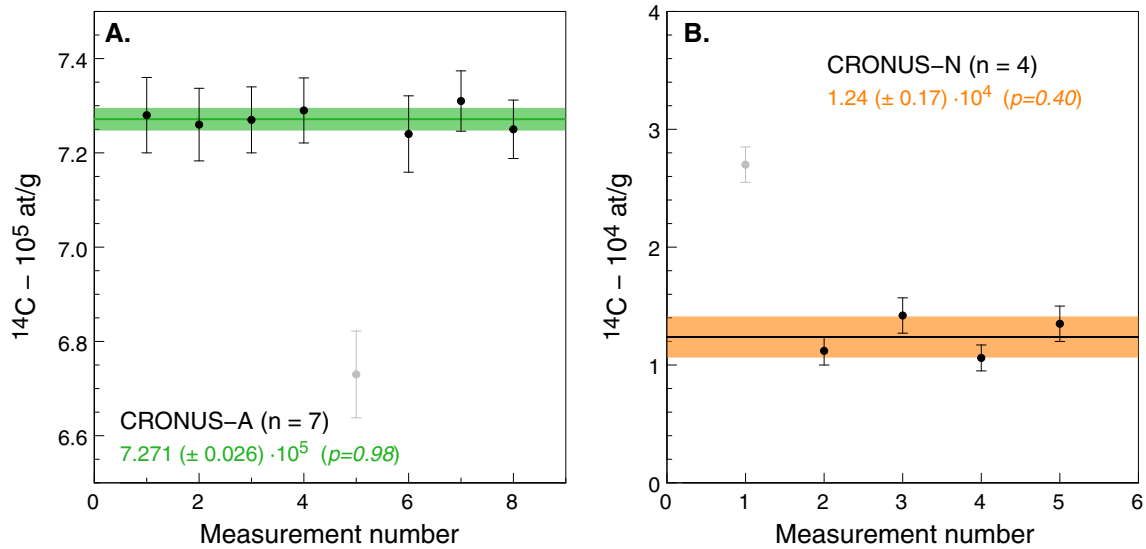 A.
7.4
7.2
7.0
6.8
6.6
¹⁴C − 10⁵ at/g
CRONUS−A (n = 7)
7.271 (± 0.026) ·10⁵ (p=0.98)
0 2 4 6 8
Measurement number
B.
4
3
2
1
0
¹⁴C − 10⁴ at/g
CRONUS−N (n = 4)
1.24 (± 0.17) ·10⁴ (p=0.40)
0 1 2 3 4 5 6
Measurement number